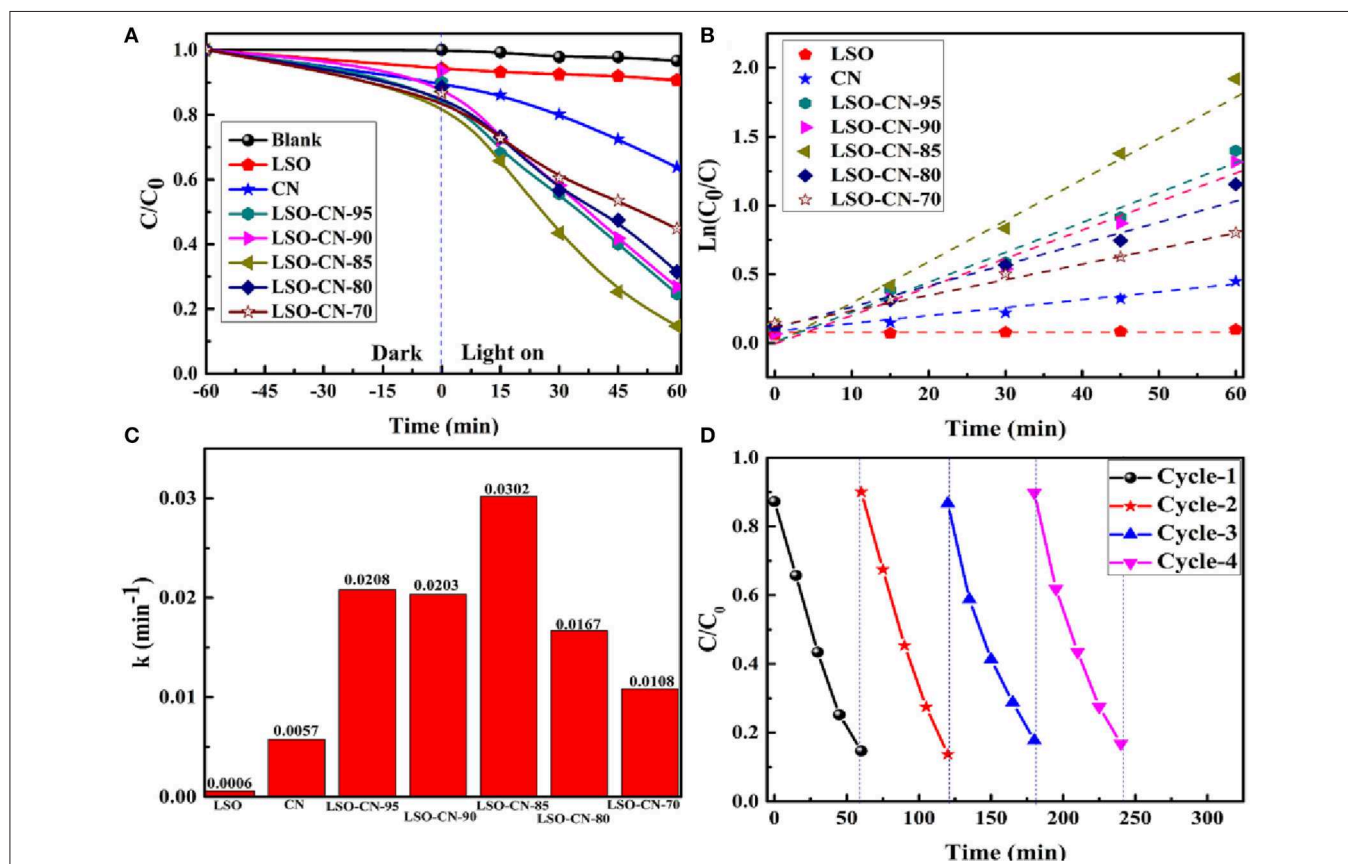 A
C/C0
1.0
0.8
0.6
0.4
0.2
0.0
Blank
LSO
CN
LSO-CN-95
LSO-CN-90
LSO-CN-85
LSO-CN-80
LSO-CN-70
Dark
Light on
-60 -45 -30 -15 0 15 30 45 60
Time (min)
B
Ln(C0/C)
2.0
1.5
1.0
0.5
0.0
LSO
CN
LSO-CN-95
LSO-CN-90
LSO-CN-85
LSO-CN-80
LSO-CN-70
0 10 20 30 40 50 60
Time (min)
C
k (min-1)
0.03
0.02
0.01
0.00
0.0006
0.0057
0.0208
0.0203
0.0302
0.0167
0.0108
LSO
CN
LSO-CN-95
LSO-CN-90
LSO-CN-85
LSO-CN-80
LSO-CN-70
D
C/C0
1.0
0.8
0.6
0.4
0.2
0.0
Cycle-1
Cycle-2
Cycle-3
Cycle-4
0 50 100 150 200 250 300
Time (min)